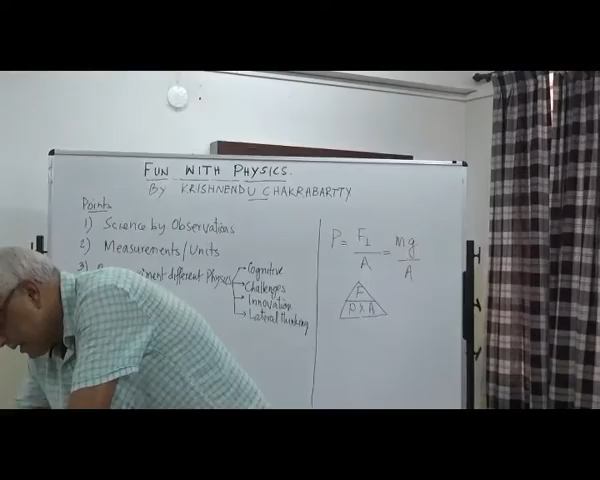 FUN WITH PHYSICS.
BY KRISHNENDU CHAKRABARTTY
Points
1) Science by Observations
2) Measurements/Units
3) different Physics
Cognitive
Challenges
Innovation
Lateral thinking
P = F⊥ / A = mg / A
F
P X A